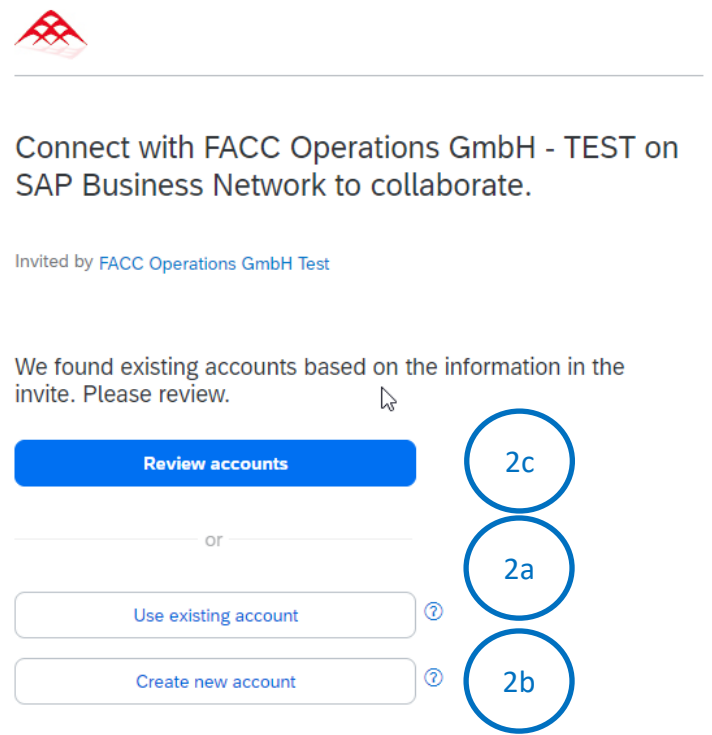 Connect with FACC Operations GmbH - TEST on
SAP Business Network to collaborate.
Invited by FACC Operations GmbH Test
We found existing accounts based on the information in the
invite. Please review.
Review accounts
2c
or
2a
Use existing account ?
Create new account ?
2b